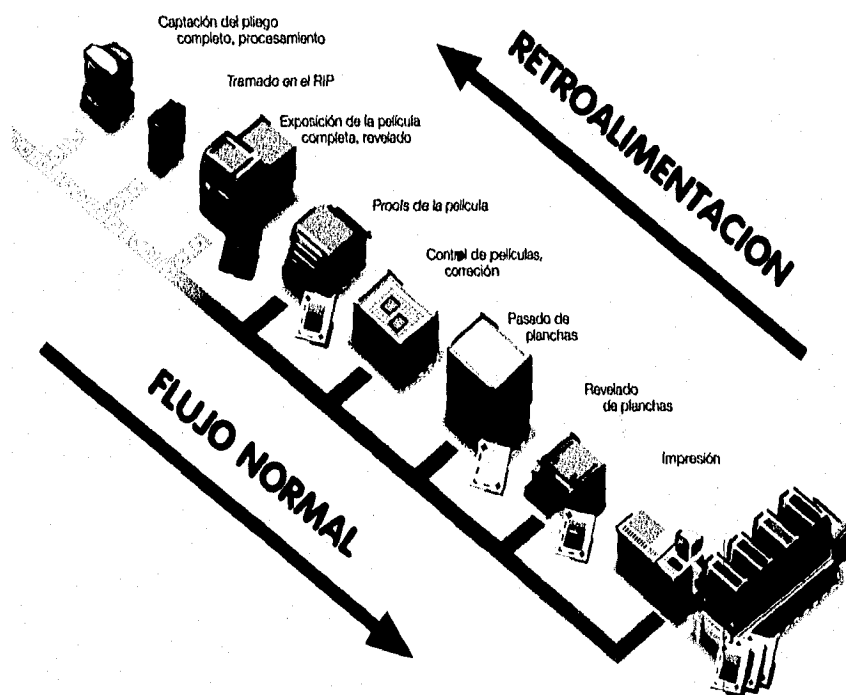 Captación del pliego
completo, procesamiento
Tramado en el RIP
Exposición de la película
completa, revelado
Proofs de la película
Control de películas,
correción
Pasado de
planchas
Revelado
de planchas
Impresión
RETROALIMENTACION
FLUJO NORMAL